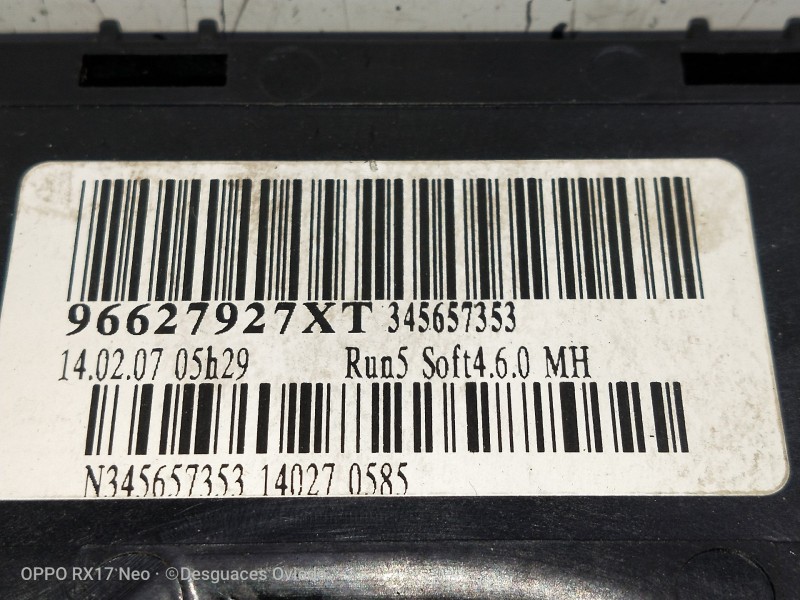 96627927XT 345657353
14.02.07 05h29 Run5 Soft4.6.0 MH
N345657353 14027 0585
OPPO RX17 Neo · ©Desguaces